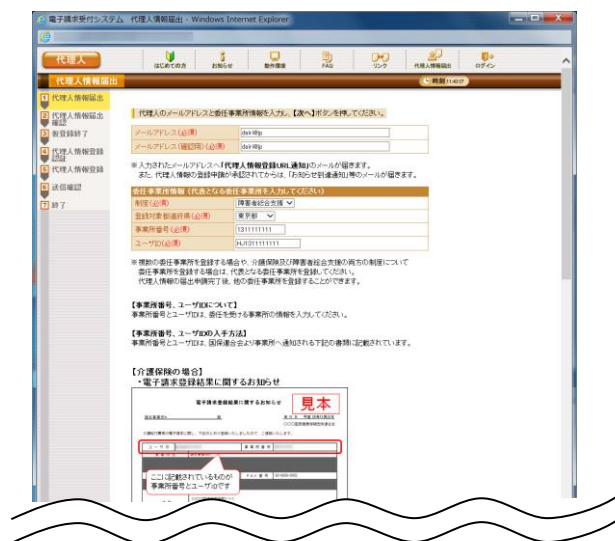 電子請求受付システム 代理人情報届出 - Windows Internet Explorer
代理人
はじめての方
お知らせ
動作環境
FAQ
リンク
代理人情報届出
ログイン
代理人情報届出
時刻
1 代理人情報届出
2 代理人情報届出確認
3 仮登録終了
4 代理人情報登録認証
5 代理人情報登録
6 送信確認
7 終了
代理人のメールアドレスと委任事業所情報を入力し、【次へ】ボタンを押してください。
メールアドレス(必須)
メールアドレス(確認用)(必須)
※入力されたメールアドレスへ「代理人情報登録URL通知」のメールが届きます。
また、代理人情報の登録申請が承認されてからは、「お知らせ到達通知」等のメールが届きます。
委任事業所情報 (代表となる委任事業所を入力してください)
制度(必須) 障害者総合支援
登録対象都道府県(必須) 東京都
事業所番号(必須) 1311111111
ユーザID(必須) HJ1311111111
※複数の委任事業所を登録する場合や、介護保険及び障害者総合支援の両方の制度について
委任事業所を登録する場合は、代表となる委任事業所を登録してください。
代理人情報の届出申請完了後、他の委任事業所を登録することができます。
【事業所番号、ユーザIDについて】
事業所番号とユーザIDは、委任を受ける事業所の情報を入力してください。
【事業所番号、ユーザIDの入手方法】
事業所番号とユーザIDは、国保連合会より事業所へ通知される下記の書類に記載されています。
【介護保険の場合】
・電子請求登録結果に関するお知らせ
電子請求登録結果に関するお知らせ
見本
ユーザID
事業所番号
ここに記載されているものが
事業所番号とユーザIDです